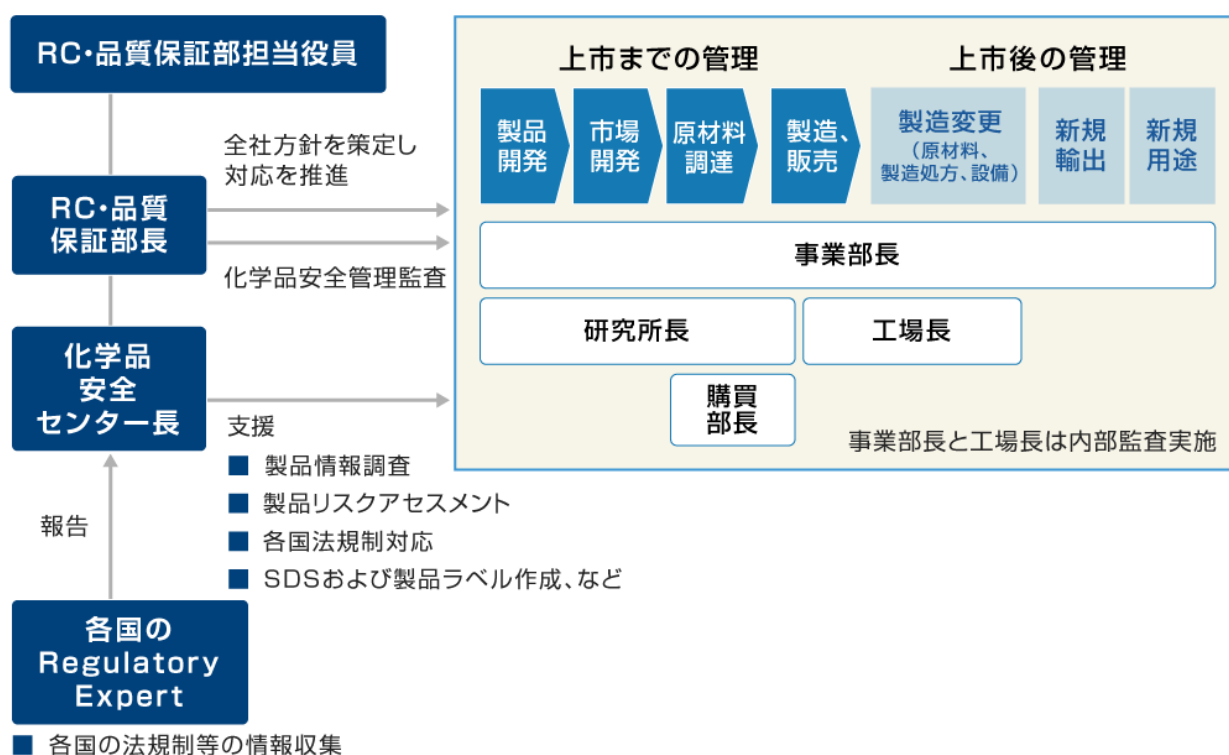 RC・品質保証部担当役員
全社方針を策定し
対応を推進
RC・品質
保証部長
化学品安全管理監査
化学品
安全
センター長
支援
■ 製品情報調査
■ 製品リスクアセスメント
■ 各国法規制対応
■ SDSおよび製品ラベル作成、など
報告
各国の
Regulatory
Expert
■ 各国の法規制等の情報収集
上市までの管理
上市後の管理
製品
開発
市場
開発
原材料
調達
製造、
販売
製造変更
(原材料、
製造処方、設備)
新規
輸出
新規
用途
事業部長
研究所長
工場長
購買
部長
事業部長と工場長は内部監査実施